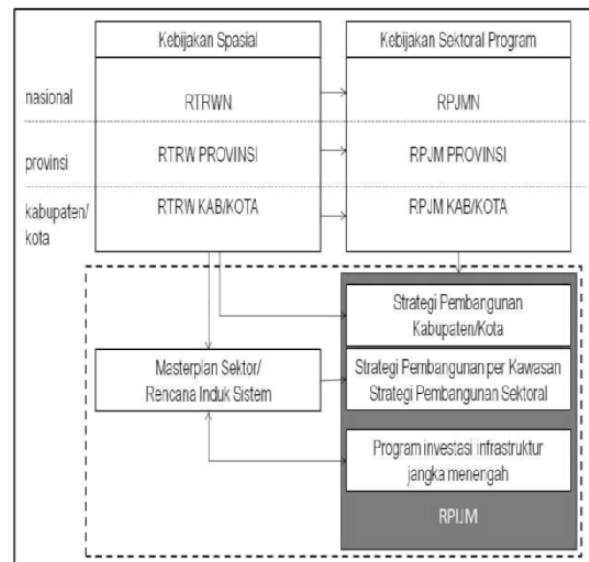 Kebijakan Spasial
Kebijakan Sektoral Program
nasional
RTRWN
RPJMN
provinsi
RTRW PROVINSI
RPJM PROVINSI
kabupaten/
kota
RTRW KAB/KOTA
RPJM KAB/KOTA
Strategi Pembangunan
Kabupaten/Kota
Masterplan Sektor/
Rencana Induk Sistem
Strategi Pembangunan per Kawasan
Strategi Pembangunan Sektoral
Program investasi infrastruktur
jangka menengah
RPIJM